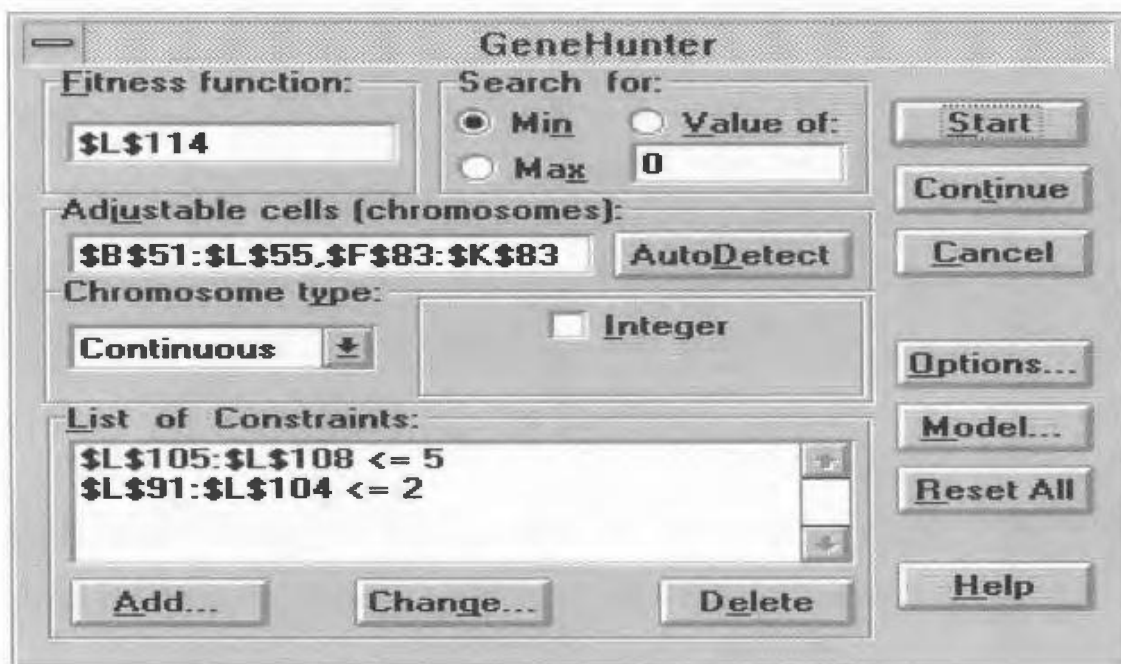 GeneHunter
Fitness function:
$L$114
Search for:
Min
Value of:
Max
0
Start
Continue
Cancel
Adjustable cells (chromosomes):
$B$51:$L$55,$F$83:$K$83
AutoDetect
Chromosome type:
Continuous
Integer
Options...
Model...
Reset All
Help
List of Constraints:
$L$105:$L$108 <= 5
$L$91:$L$104 <= 2
Add...
Change...
Delete